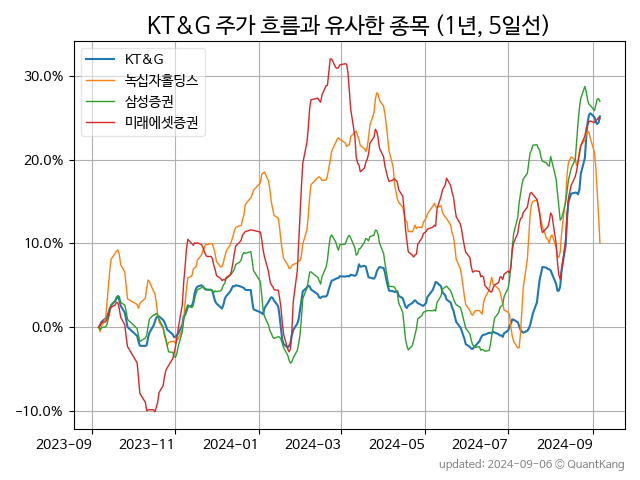 KT&G 주가 흐름과 유사한 종목 (1년, 5일선)
KT&G
녹십자홀딩스
삼성증권
미래에셋증권
30.0%
20.0%
10.0%
0.0%
−10.0%
2023-09 2023-11 2024-01 2024-03 2024-05 2024-07 2024-09
updated: 2024-09-06 © QuantKang